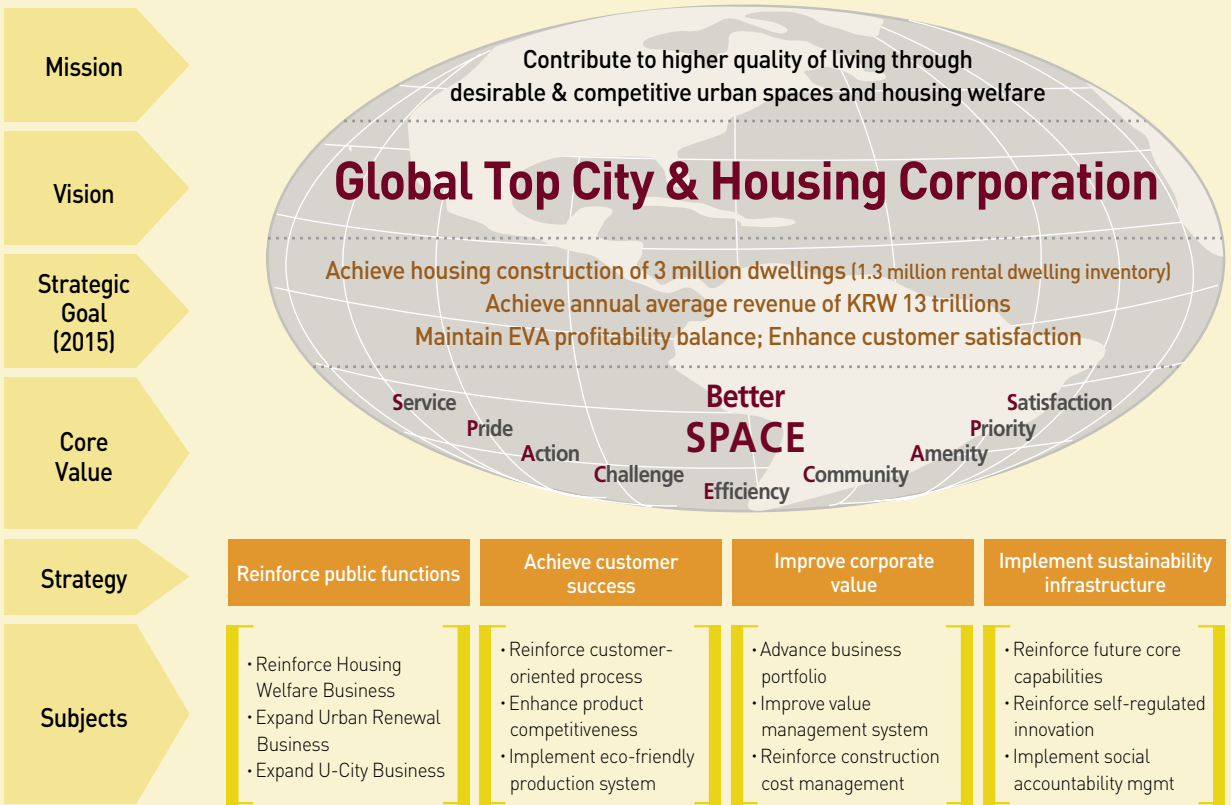 Mission
Contribute to higher quality of living through
desirable & competitive urban spaces and housing welfare
Vision
Global Top City & Housing Corporation
Strategic
Goal
(2015)
Achieve housing construction of 3 million dwellings (1.3 million rental dwelling inventory)
Achieve annual average revenue of KRW 13 trillions
Maintain EVA profitability balance; Enhance customer satisfaction
Core
Value
Better
SPACE
Service
Pride
Action
Challenge
Efficiency
Community
Amenity
Priority
Satisfaction
Strategy
Reinforce public functions
Achieve customer
success
Improve corporate
value
Implement sustainability
infrastructure
Subjects
· Reinforce Housing
Welfare Business
· Expand Urban Renewal
Business
· Expand U-City Business
· Reinforce customer-
oriented process
· Enhance product
competitiveness
· Implement eco-friendly
production system
· Advance business
portfolio
· Improve value
management system
· Reinforce construction
cost management
· Reinforce future core
capabilities
· Reinforce self-regulated
innovation
· Implement social
accountability mgmt